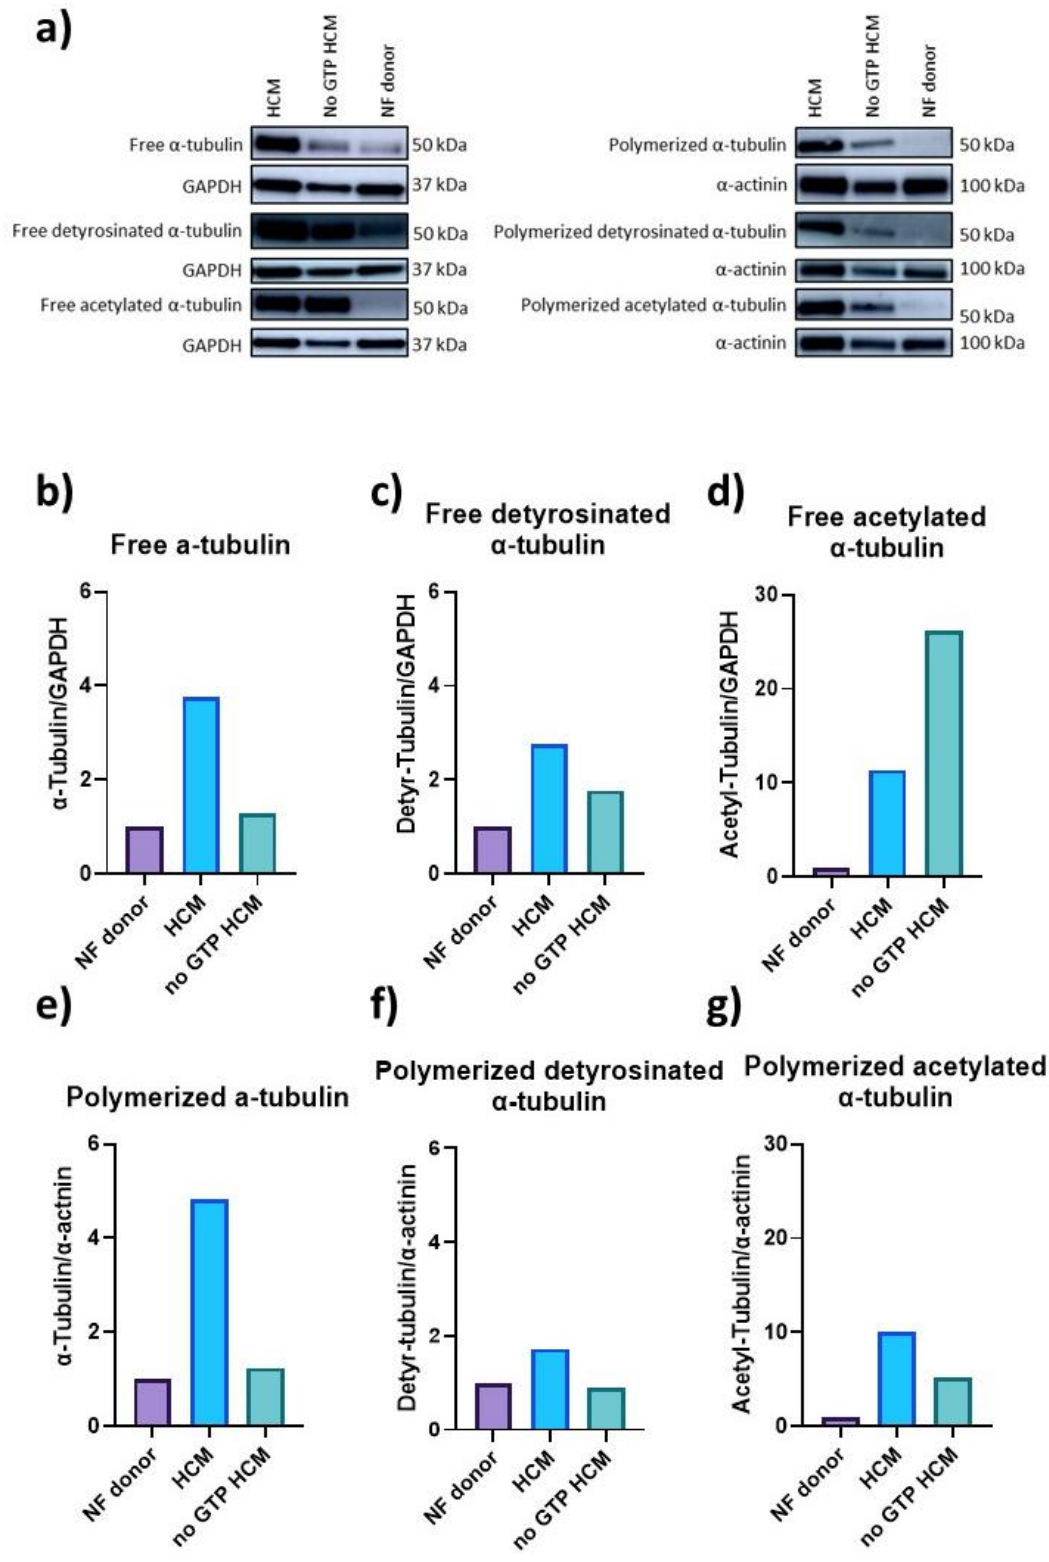 a)
HCM
No GTP HCM
NF donor
HCM
No GTP HCM
NF donor
Free α-tubulin
50 kDa
GAPDH
37 kDa
Free detyrosinated α-tubulin
50 kDa
GAPDH
37 kDa
Free acetylated α-tubulin
50 kDa
GAPDH
37 kDa
Polymerized α-tubulin
50 kDa
α-actinin
100 kDa
Polymerized detyrosinated α-tubulin
50 kDa
α-actinin
100 kDa
Polymerized acetylated α-tubulin
50 kDa
α-actinin
100 kDa
b)
Free a-tubulin
α-Tubulin/GAPDH
6
4
2
0
NF donor
HCM
no GTP HCM
c)
Free detyrosinated
α-tubulin
Detyr-Tubulin/GAPDH
6
4
2
0
NF donor
HCM
no GTP HCM
d)
Free acetylated
α-tubulin
Acetyl-Tubulin/GAPDH
30
20
10
0
NF donor
HCM
no GTP HCM
e)
Polymerized a-tubulin
α-Tubulin/α-actnin
6
4
2
0
NF donor
HCM
no GTP HCM
f)
Polymerized detyrosinated
α-tubulin
Detyr-tubulin/α-actinin
6
4
2
0
NF donor
HCM
no GTP HCM
g)
Polymerized acetylated
α-tubulin
Acetyl-Tubulin/α-actinin
30
20
10
0
NF donor
HCM
no GTP HCM